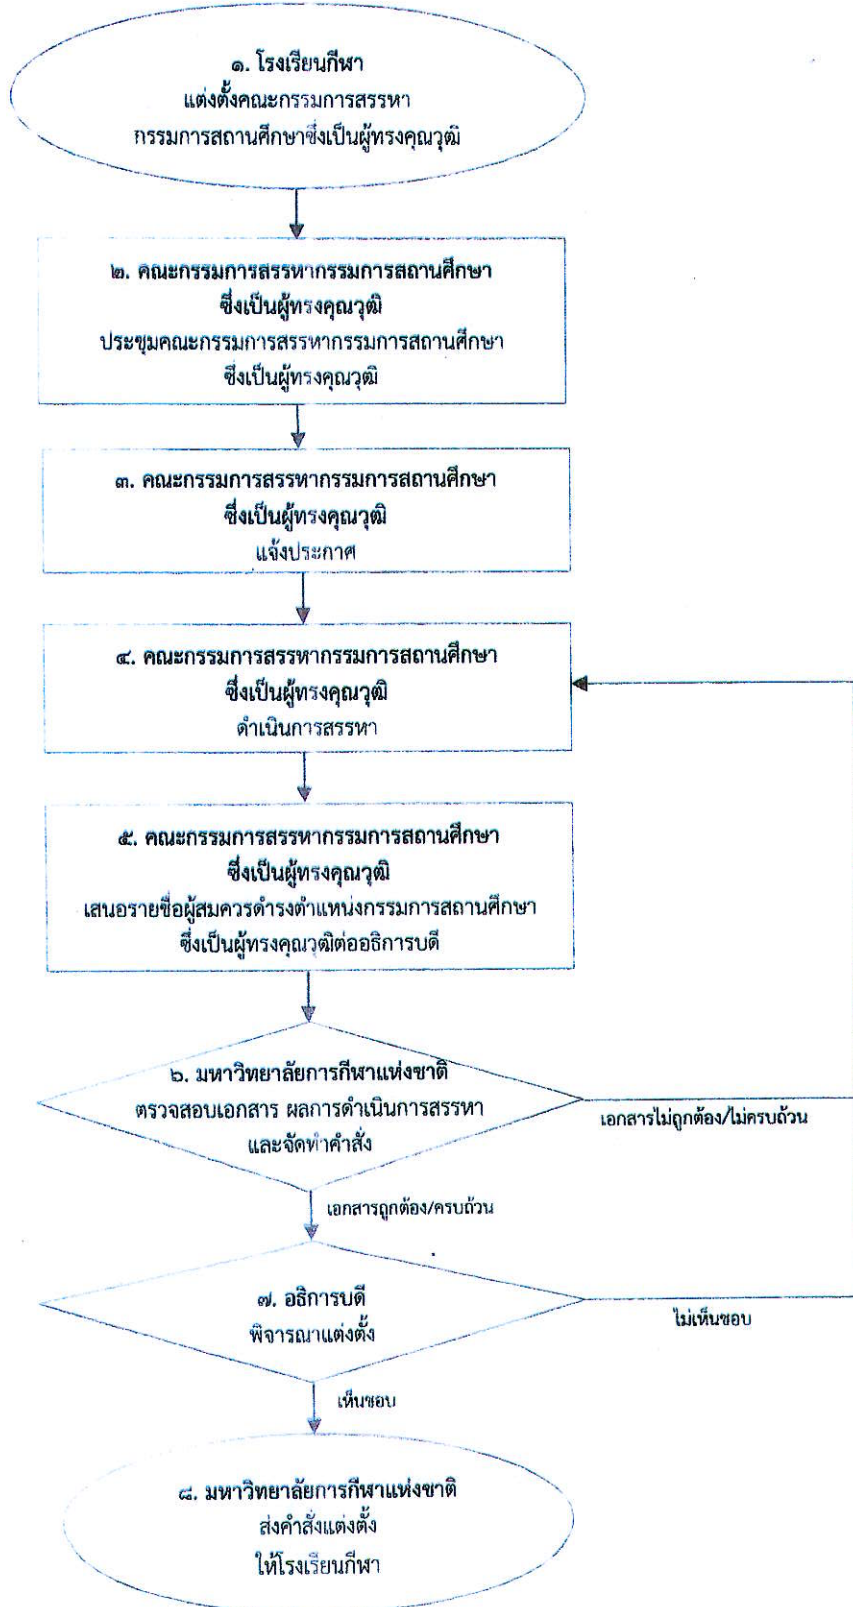 ๑. โรงเรียนกีฬา
แต่งตั้งคณะกรรมการสรรหา
กรรมการสถานศึกษาซึ่งเป็นผู้ทรงคุณวุฒิ
๒. คณะกรรมการสรรหากรรมการสถานศึกษา
ซึ่งเป็นผู้ทรงคุณวุฒิ
ประชุมคณะกรรมการสรรหากรรมการสถานศึกษา
ซึ่งเป็นผู้ทรงคุณวุฒิ
๓. คณะกรรมการสรรหากรรมการสถานศึกษา
ซึ่งเป็นผู้ทรงคุณวุฒิ
แจ้งประกาศ
๔. คณะกรรมการสรรหากรรมการสถานศึกษา
ซึ่งเป็นผู้ทรงคุณวุฒิ
ดำเนินการสรรหา
๕. คณะกรรมการสรรหากรรมการสถานศึกษา
ซึ่งเป็นผู้ทรงคุณวุฒิ
เสนอรายชื่อผู้สมควรดำรงตำแหน่งกรรมการสถานศึกษา
ซึ่งเป็นผู้ทรงคุณวุฒิต่ออธิการบดี
๖. มหาวิทยาลัยการกีฬาแห่งชาติ
ตรวจสอบเอกสาร ผลการดำเนินการสรรหา
และจัดทำคำสั่ง
เอกสารไม่ถูกต้อง/ไม่ครบถ้วน
เอกสารถูกต้อง/ครบถ้วน
๗. อธิการบดี
พิจารณาแต่งตั้ง
ไม่เห็นชอบ
เห็นชอบ
๘. มหาวิทยาลัยการกีฬาแห่งชาติ
ส่งคำสั่งแต่งตั้ง
ให้โรงเรียนกีฬา